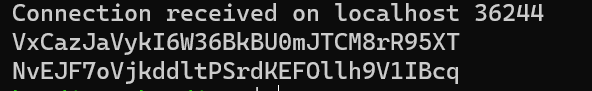 Connection received on localhost 36244
VxCazJaVykI6W36BkBU0mJTCM8rR95XT
NvEJF7oVjkddltPSrdKEFOllh9V1IBcq